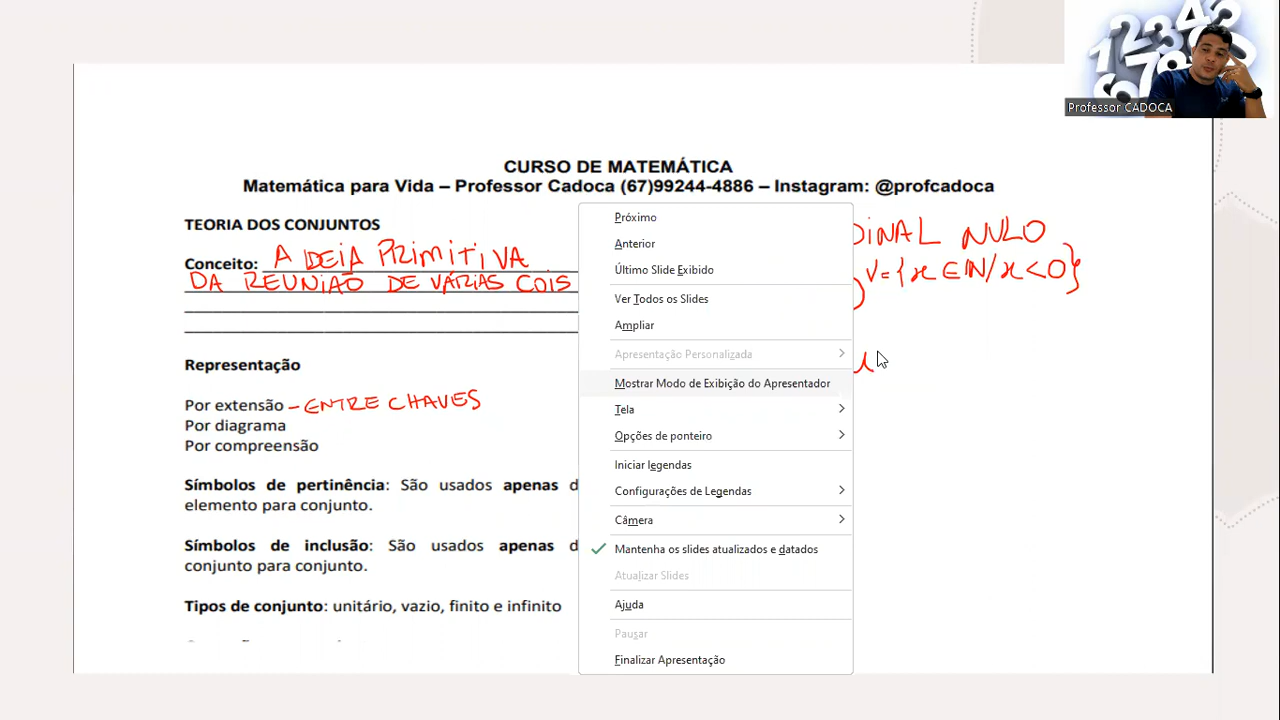 Professor CADOCA
CURSO DE MATEMÁTICA
Matemática para Vida – Professor Cadoca (67)99244-4886 – Instagram: @profcadoca
TEORIA DOS CONJUNTOS
Conceito: A IDEIA PRIMITIVA
DA REUNIÃO DE VÁRIAS COIS
Representação
Por extensão – ENTRE CHAVES
Por diagrama
Por compreensão
Símbolos de pertinência: São usados apenas d
elemento para conjunto.
Símbolos de inclusão: São usados apenas d
conjunto para conjunto.
Tipos de conjunto: unitário, vazio, finito e infinito
Próximo
Anterior
Último Slide Exibido
Ver Todos os Slides
Ampliar
Apresentação Personalizada
Mostrar Modo de Exibição do Apresentador
Tela
Opções de ponteiro
Iniciar legendas
Configurações de Legendas
Câmera
Mantenha os slides atualizados e datados
Atualizar Slides
Ajuda
Pausar
Finalizar Apresentação
DINAL NULO
V={x∈IN/x<0}